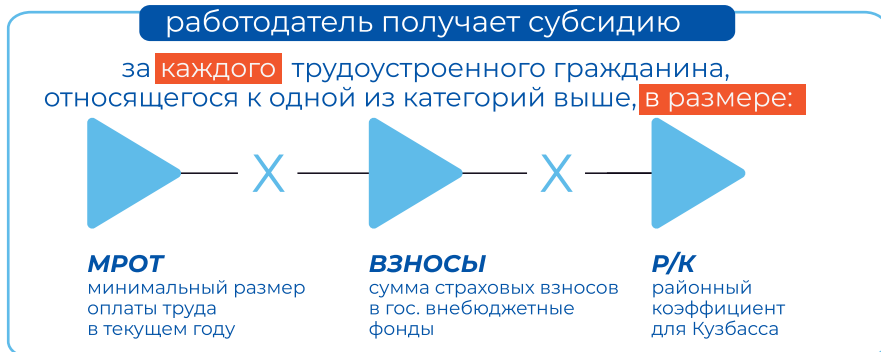 работодатель получает субсидию
за каждого трудоустроенного гражданина,
относящегося к одной из категорий выше, в размере:
X X
МРОТ ВЗНОСЫ Р/К
минимальный размер сумма страховых взносов районный
оплаты труда в гос. внебюджетные коэффициент
в текущем году фонды для Кузбасса